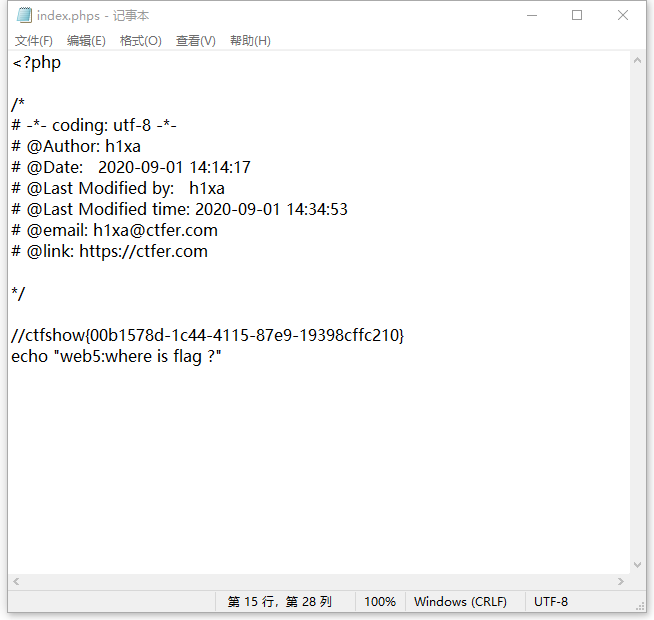 index.phps - 记事本
文件(F) 编辑(E) 格式(O) 查看(V) 帮助(H)
<?php
/*
# -*- coding: utf-8 -*-
# @Author: h1xa
# @Date:   2020-09-01 14:14:17
# @Last Modified by:   h1xa
# @Last Modified time: 2020-09-01 14:34:53
# @email: h1xa@ctfer.com
# @link: https://ctfer.com
*/
//ctfshow{00b1578d-1c44-4115-87e9-19398cffc210}
echo "web5:where is flag ?"
第 15 行，第 28 列 100% Windows (CRLF) UTF-8